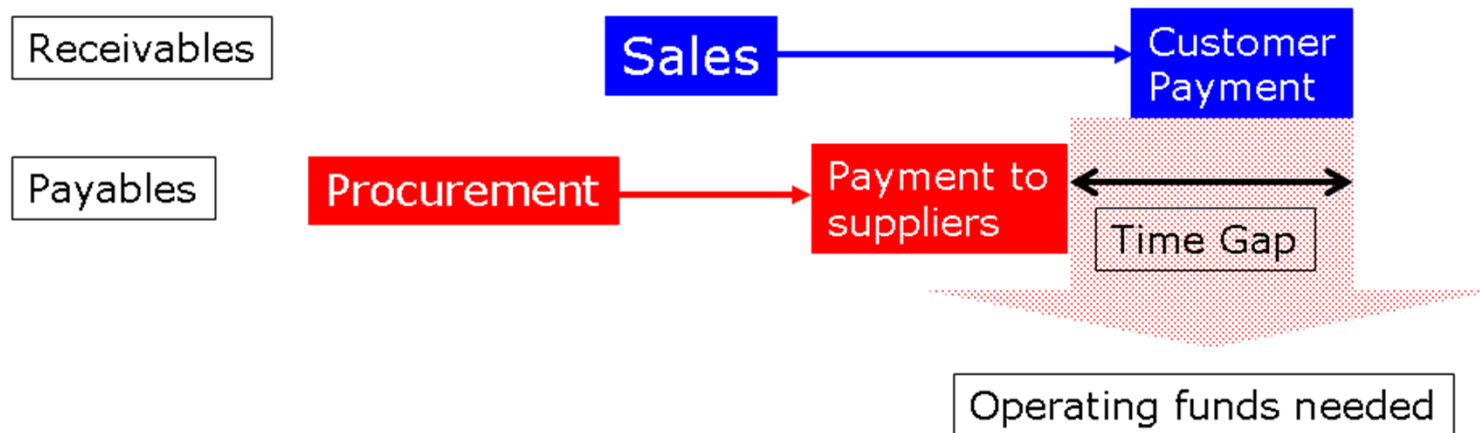 Receivables
Sales
Customer
Payment
Payables
Procurement
Payment to
suppliers
Time Gap
Operating funds needed